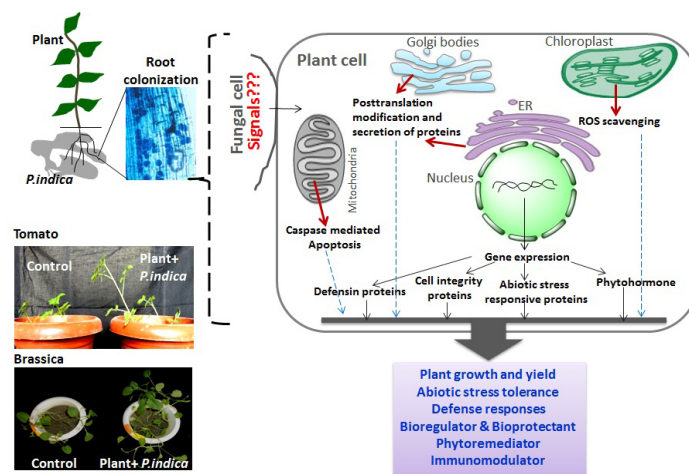 Plant
Root
colonization
P.indica
Tomato
Control
Plant+
P.indica
Brassica
Control
Plant+ P.indica
Fungal cell
Signals???
Plant cell
Golgi bodies
Chloroplast
Posttranslation
modification and
secretion of proteins
ER
ROS scavenging
Mitochondria
Nucleus
Caspase mediated
Apoptosis
Gene expression
Defensin proteins
Cell integrity
proteins
Abiotic stress
responsive proteins
Phytohormone
Plant growth and yield
Abiotic stress tolerance
Defense responses
Bioregulator & Bioprotectant
Phytoremediator
Immunomodulator